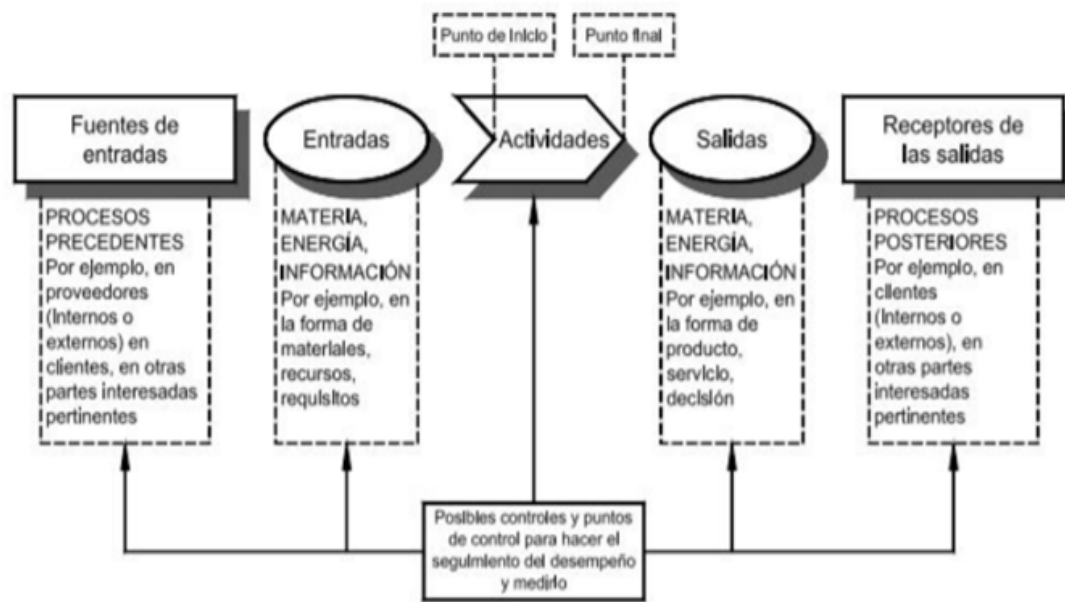 Punto de inicio
Punto final
Fuentes de
entradas
Entradas
Actividades
Salidas
Receptores de
las salidas
PROCESOS
PRECEDENTES
Por ejemplo, en
proveedores
(internos o
externos) en
clientes, en otras
partes interesadas
pertinentes
MATERIA,
ENERGÍA,
INFORMACIÓN
Por ejemplo, en
la forma de
materiales,
recursos,
requisitos
MATERIA,
ENERGÍA,
INFORMACIÓN
Por ejemplo, en
la forma de
producto,
servicio,
decisión
PROCESOS
POSTERIORES
Por ejemplo, en
clientes
(internos o
externos), en
otras partes
interesadas
pertinentes
Posibles controles y puntos
de control para hacer el
seguimiento del desempeño
y medirlo